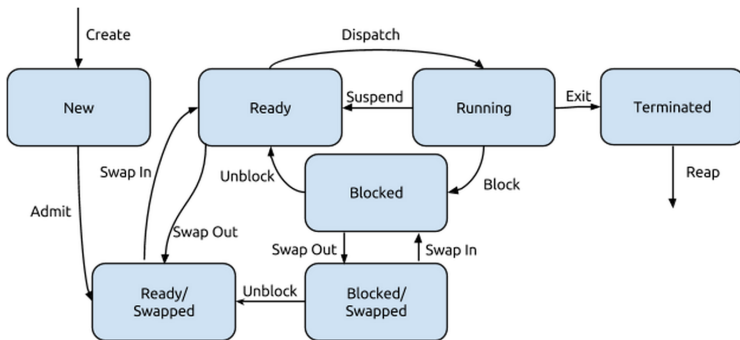 Create
Dispatch
New
Ready
Suspend
Running
Exit
Terminated
Swap In
Unblock
Blocked
Block
Reap
Admit
Swap Out
Swap Out
Swap In
Ready/
Swapped
Unblock
Blocked/
Swapped